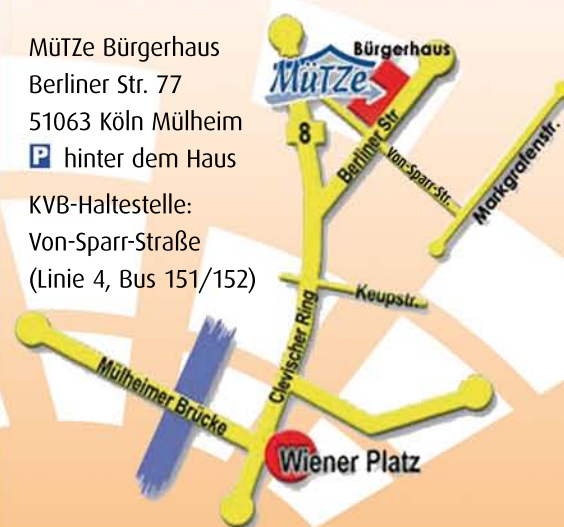 MüTZe Bürgerhaus
Berliner Str. 77
51063 Köln Mülheim
P hinter dem Haus
KVB-Haltestelle:
Von-Sparr-Straße
(Linie 4, Bus 151/152)
Bürgerhaus
MüTZe
8
Berliner Str
Von-Sparr-Str.
Markgrafenstr.
Keupstr.
Clevischer Ring
Mülheimer Brücke
Wiener Platz